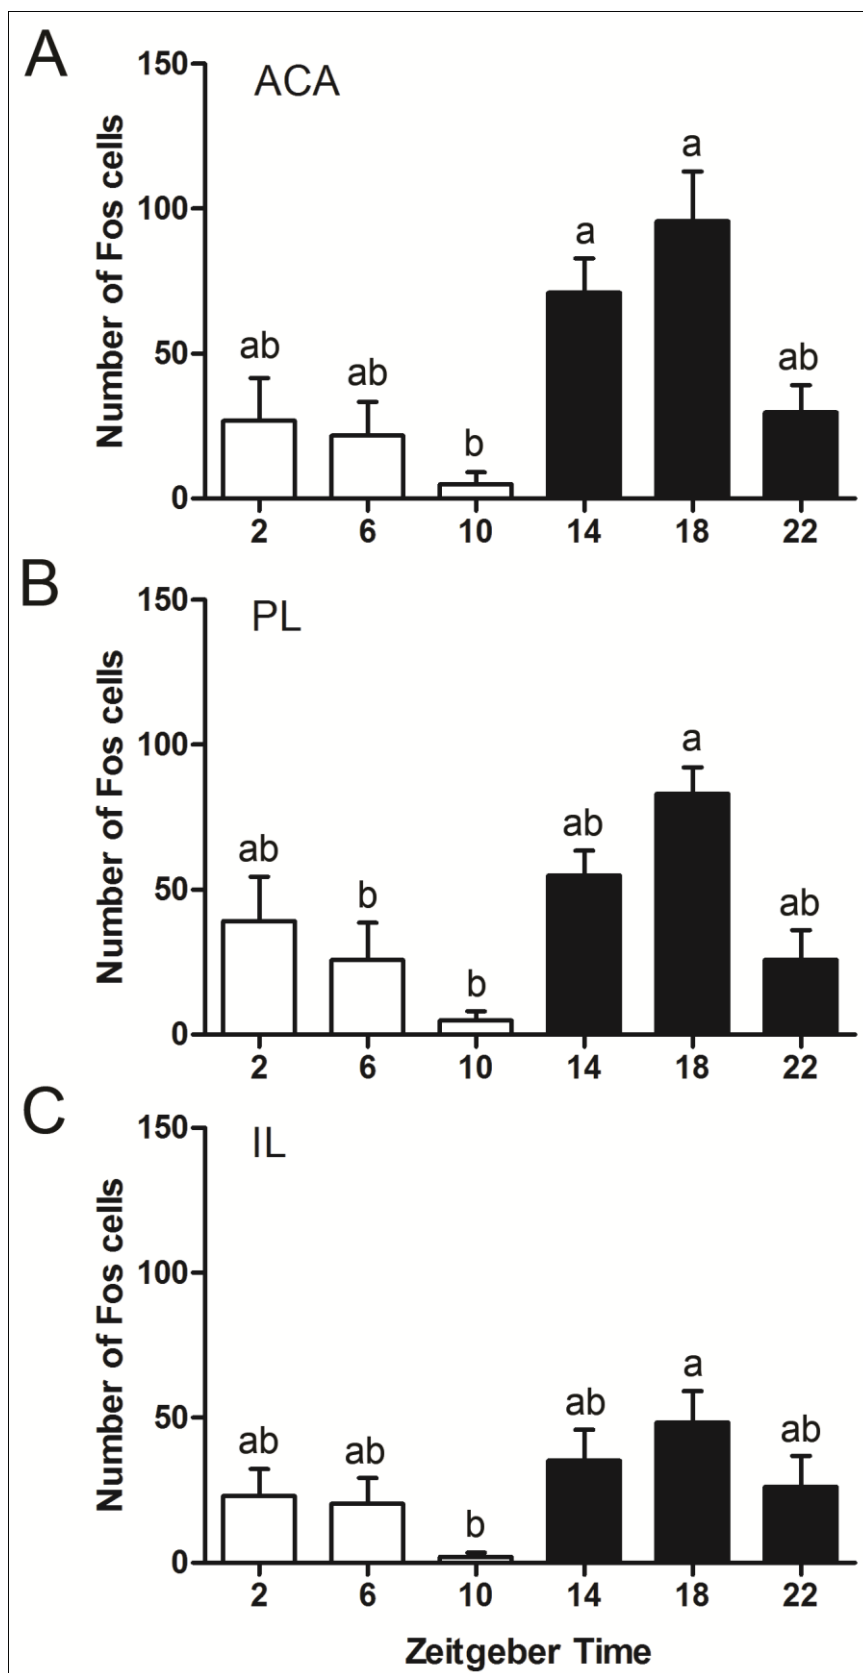 A
ACA
Number of Fos cells
150
100
50
0
ab
ab
b
a
a
ab
2 6 10 14 18 22
B
PL
Number of Fos cells
150
100
50
0
ab
b
b
ab
a
ab
2 6 10 14 18 22
C
IL
Number of Fos cells
150
100
50
0
ab
ab
b
ab
a
ab
2 6 10 14 18 22
Zeitgeber Time